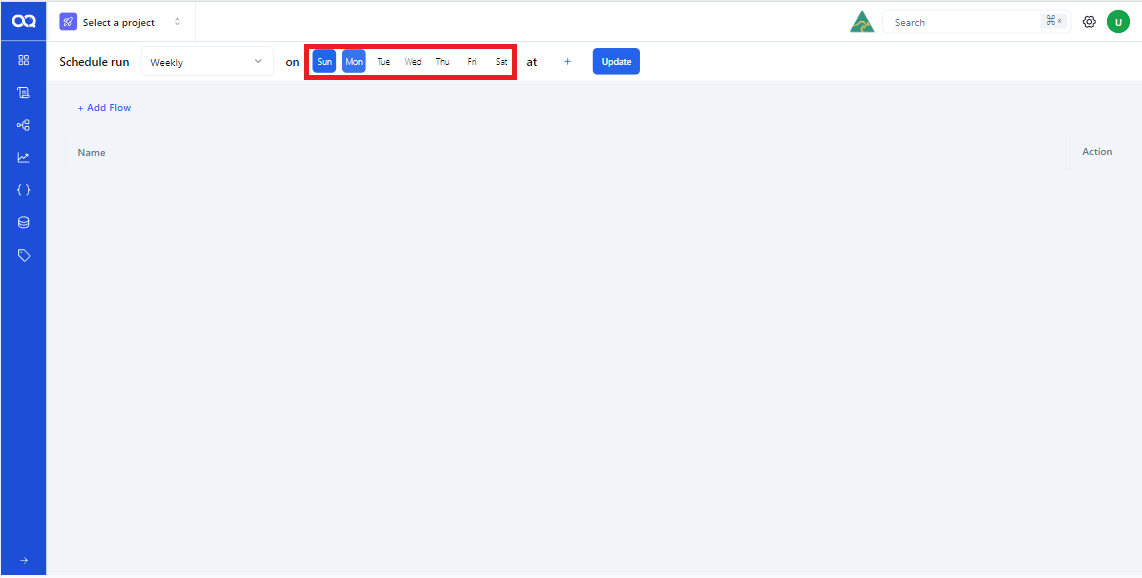 Select a project
Search ⌘ K
U
Schedule run Weekly on Sun Mon Tue Wed Thu Fri Sat at + Update
+ Add Flow
Name Action